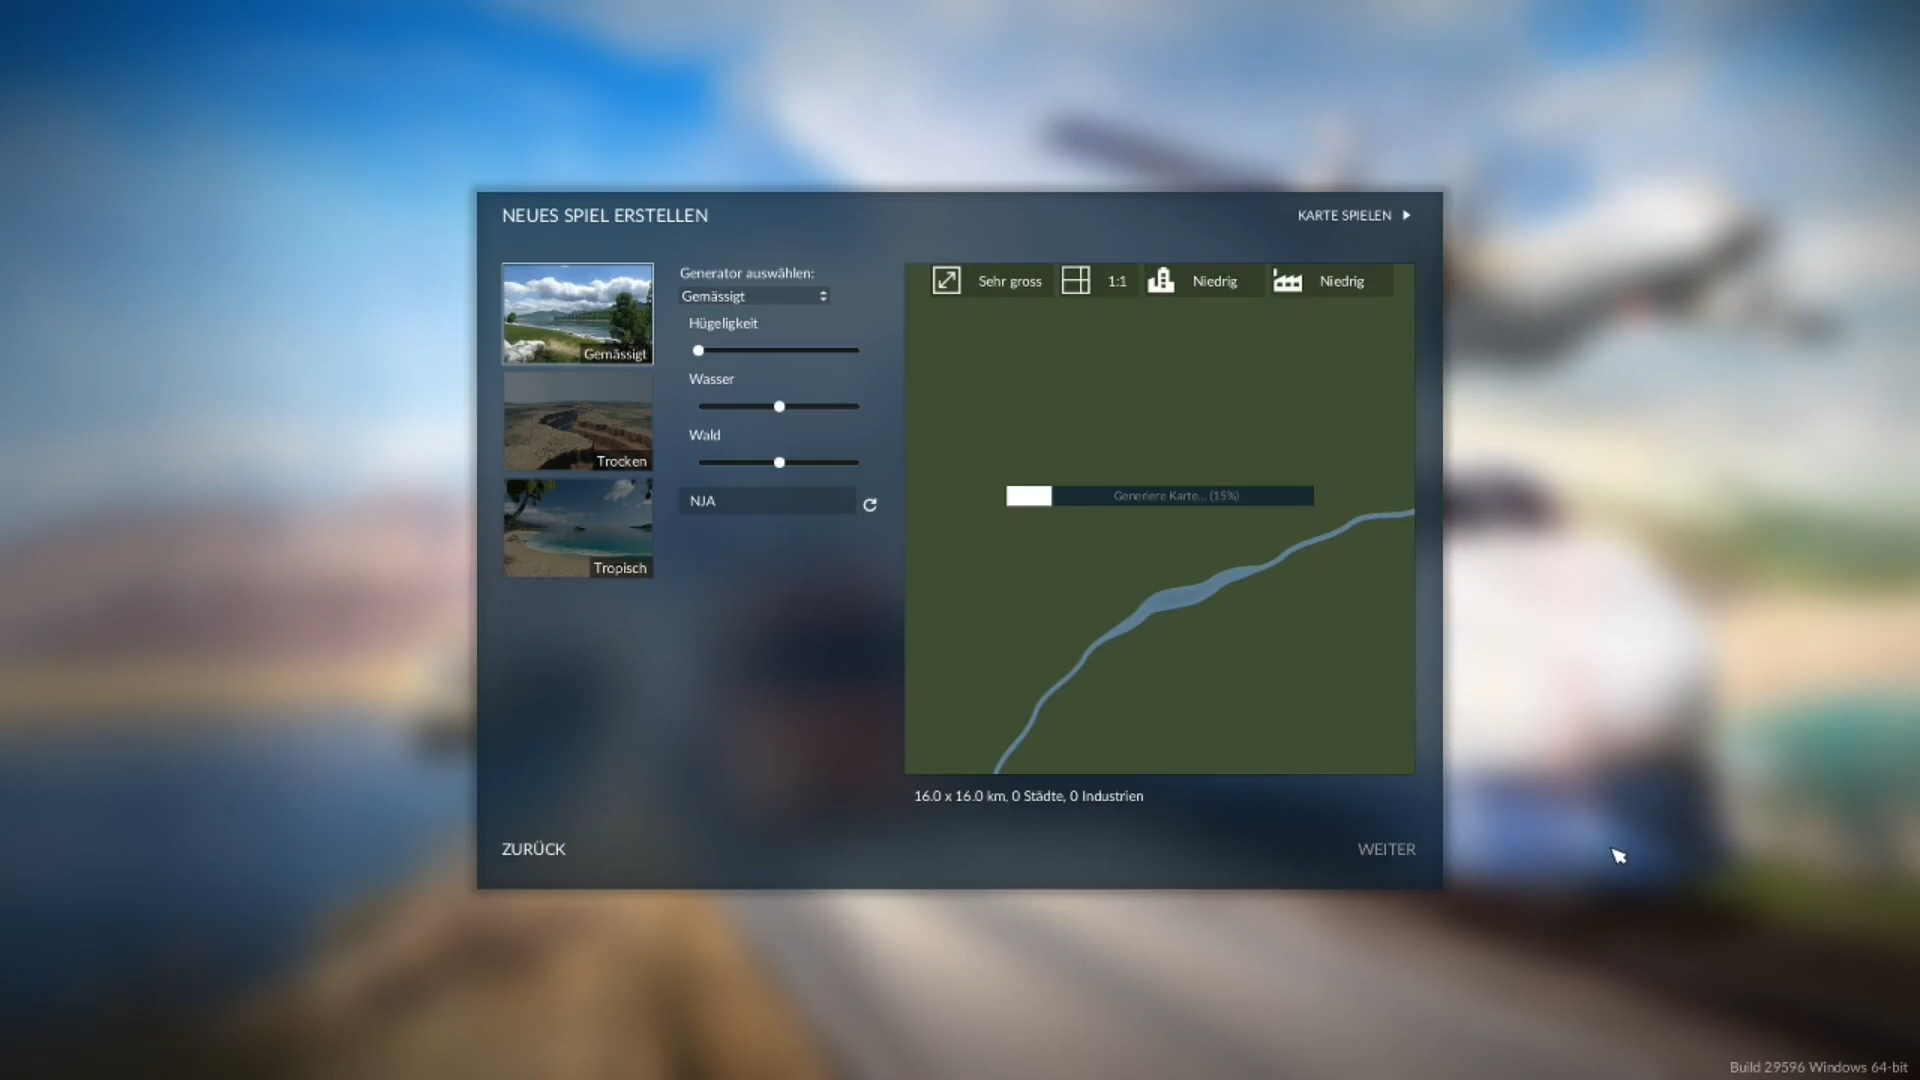 NEUES SPIEL ERSTELLEN
KARTE SPIELEN
Gemässigt
Trocken
Tropisch
Generator auswählen:
Gemässigt
Hügeligkeit
Wasser
Wald
NJA
Sehr gross
1:1
Niedrig
Niedrig
Generiere Karte... (15%)
16.0 x 16.0 km, 0 Städte, 0 Industrien
ZURÜCK
WEITER
Build 29596 Windows 64-bit